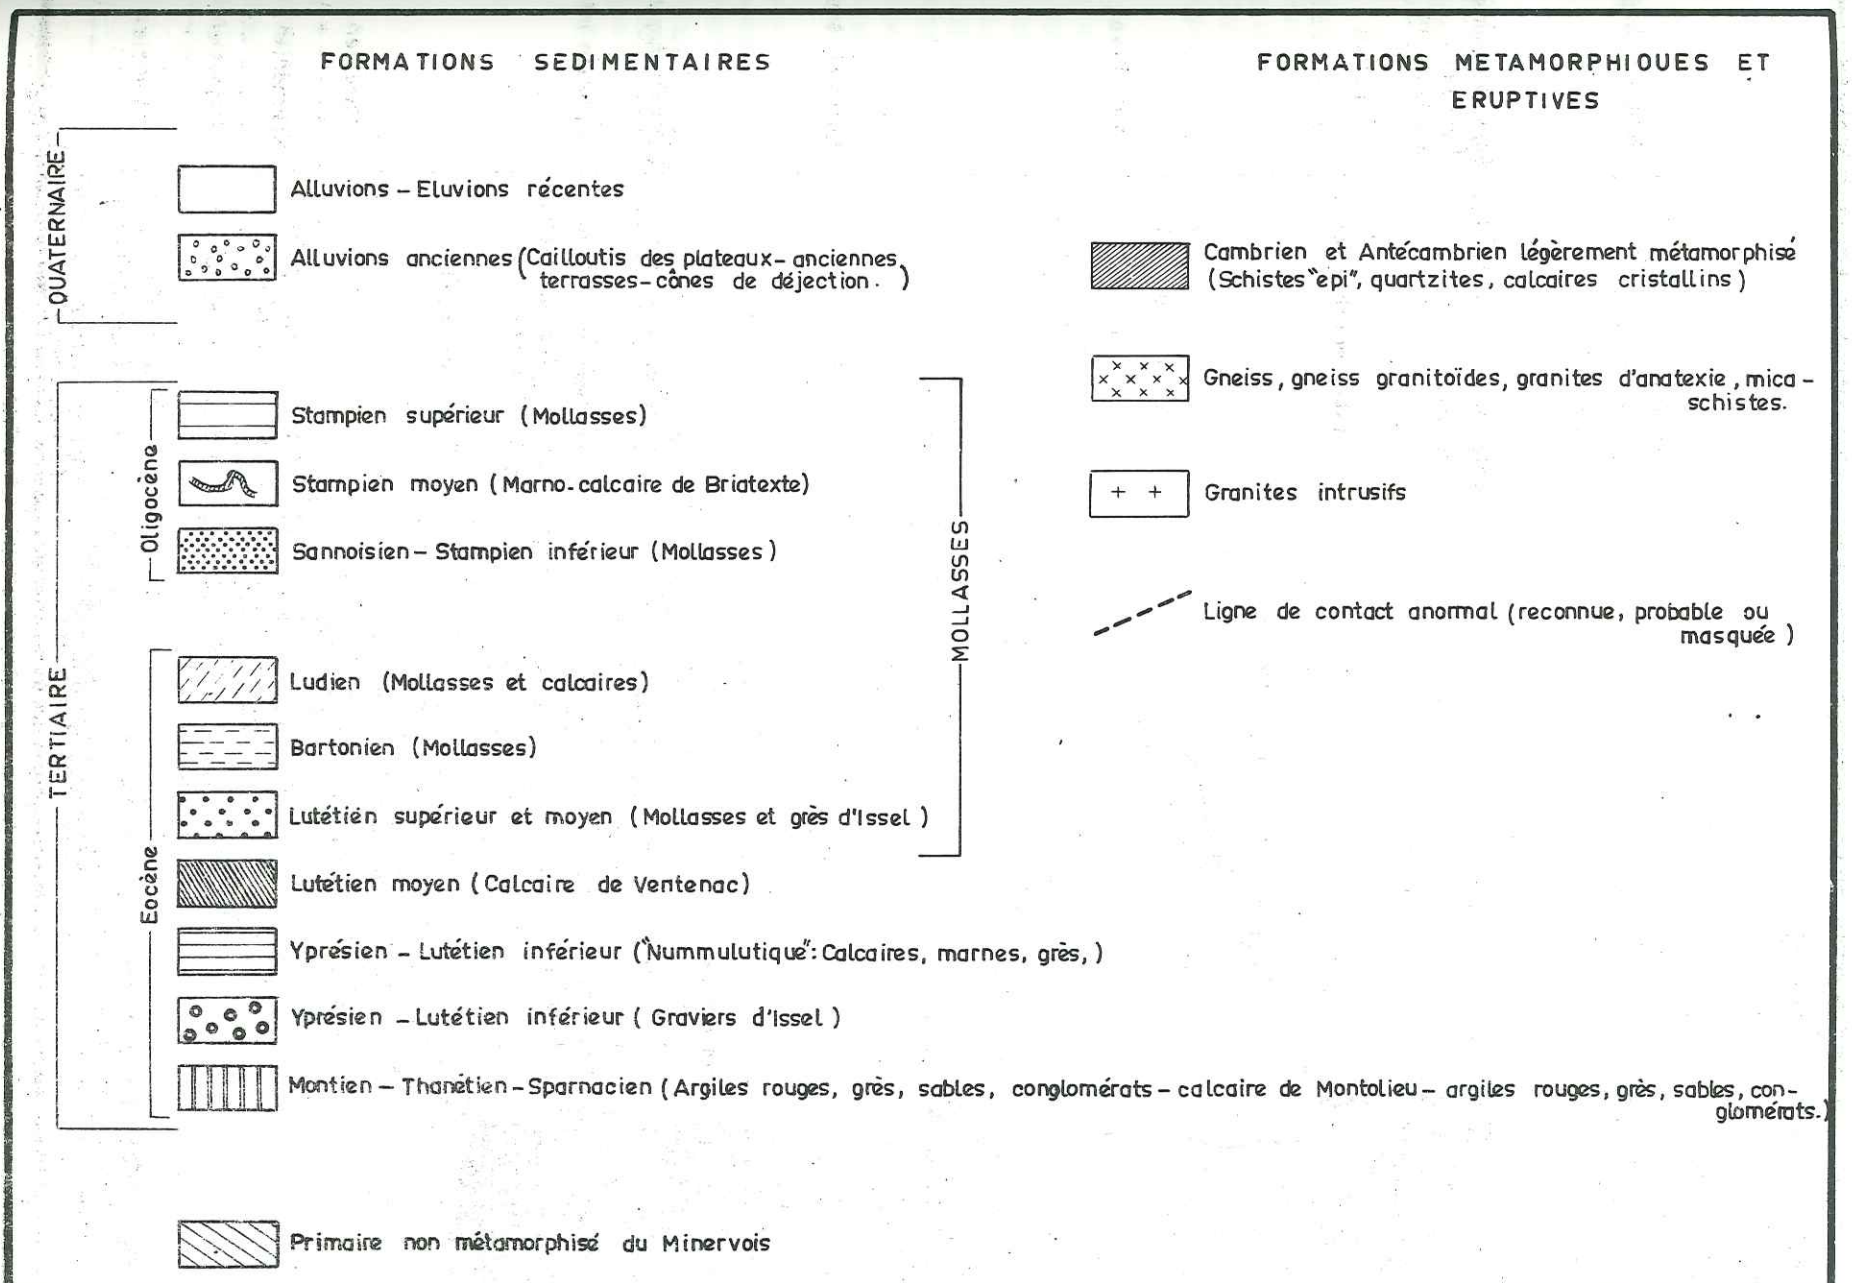 FORMATIONS SEDIMENTAIRES
QUATERNAIRE
Alluvions – Eluvions récentes
Alluvions anciennes (Cailloutis des plateaux – anciennes
terrasses – cônes de déjection.)
TERTIAIRE
Oligocène
Stampien supérieur (Mollasses)
Stampien moyen (Marno-calcaire de Briatexte)
Sannoisien – Stampien inférieur (Mollasses)
MOLLASSES
Eocène
Ludien (Mollasses et calcaires)
Bartonien (Mollasses)
Lutétién supérieur et moyen (Mollasses et grès d'Issel)
Lutétien moyen (Calcaire de Ventenac)
Yprésien – Lutétien inférieur ("Nummulutique": Calcaires, marnes, grès,)
Yprésien – Lutétien inférieur (Graviers d'Issel)
Montien – Thanétien – Sparnacien (Argiles rouges, grès, sables, conglomérats – calcaire de Montolieu – argiles rouges, grès, sables, con-
glomérats.)
Primaire non métamorphisé du Minervois
FORMATIONS METAMORPHIQUES ET
ERUPTIVES
Cambrien et Antécambrien légèrement métamorphisé
(Schistes "epi", quartzites, calcaires cristallins)
Gneiss, gneiss granitoïdes, granites d'anatexie, mica-
schistes.
Granites intrusifs
Ligne de contact anormal (reconnue, probable ou
masquée)